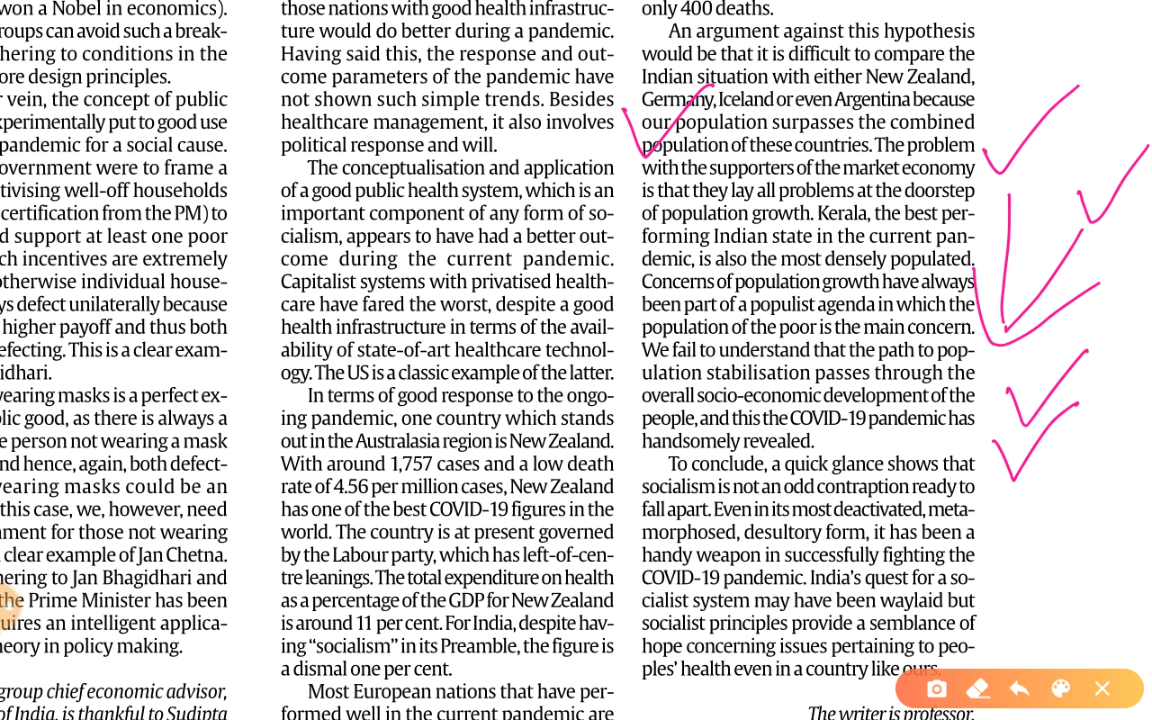 won a Nobel in economics).
roups can avoid such a break-
hering to conditions in the
ore design principles.
r vein, the concept of public
xperimentally put to good use
pandemic for a social cause.
overnment were to frame a
tivising well-off households
certification from the PM) to
d support at least one poor
ch incentives are extremely
otherwise individual house-
ys defect unilaterally because
higher payoff and thus both
efecting. This is a clear exam-
idhari.
wearing masks is a perfect ex-
lic good, as there is always a
e person not wearing a mask
nd hence, again, both defect-
earing masks could be an
this case, we, however, need
ment for those not wearing
clear example of Jan Chetna.
hering to Jan Bhagidhari and
the Prime Minister has been
uires an intelligent applica-
heory in policy making.
group chief economic advisor,
of India, is thankful to Sudipta
those nations with good health infrastruc-
ture would do better during a pandemic.
Having said this, the response and out-
come parameters of the pandemic have
not shown such simple trends. Besides
healthcare management, it also involves
political response and will.
The conceptualisation and application
of a good public health system, which is an
important component of any form of so-
cialism, appears to have had a better out-
come during the current pandemic.
Capitalist systems with privatised health-
care have fared the worst, despite a good
health infrastructure in terms of the avail-
ability of state-of-art healthcare technol-
ogy. The US is a classic example of the latter.
In terms of good response to the ongo-
ing pandemic, one country which stands
out in the Australasia region is New Zealand.
With around 1,757 cases and a low death
rate of 4.56 per million cases, New Zealand
has one of the best COVID-19 figures in the
world. The country is at present governed
by the Labour party, which has left-of-cen-
tre leanings. The total expenditure on health
as a percentage of the GDP for New Zealand
is around 11 per cent. For India, despite hav-
ing “socialism” in its Preamble, the figure is
a dismal one per cent.
Most European nations that have per-
formed well in the current pandemic are
only 400 deaths.
An argument against this hypothesis
would be that it is difficult to compare the
Indian situation with either New Zealand,
Germany, Iceland or even Argentina because
our population surpasses the combined
population of these countries. The problem
with the supporters of the market economy
is that they lay all problems at the doorstep
of population growth. Kerala, the best per-
forming Indian state in the current pan-
demic, is also the most densely populated.
Concerns of population growth have always
been part of a populist agenda in which the
population of the poor is the main concern.
We fail to understand that the path to pop-
ulation stabilisation passes through the
overall socio-economic development of the
people, and this the COVID-19 pandemic has
handsomely revealed.
To conclude, a quick glance shows that
socialism is not an odd contraption ready to
fall apart. Even in its most deactivated, meta-
morphosed, desultory form, it has been a
handy weapon in successfully fighting the
COVID-19 pandemic. India’s quest for a so-
cialist system may have been waylaid but
socialist principles provide a semblance of
hope concerning issues pertaining to peo-
ples’ health even in a country like ours.
The writer is professor,